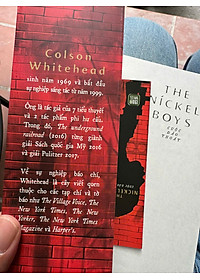 Colson
Whitehead
sinh năm 1969 và bắt đầu
sự nghiệp sáng tác từ năm 1999.
Ông là tác giả của 7 tiểu thuyết
và 2 tác phẩm phi hư cấu.
Trong đó, The underground
railroad (2016) từng giành
giải Sách quốc gia Mỹ 2016
và giải Pulitzer 2017.
Về sự nghiệp báo chí,
Whitehead là cây viết quen
thuộc cho các tạp chí và tờ
báo như The Village Voice, The
New York Times, The New
Yorker, The New York Times
Magazine và Harper's.
THE
NICKEL
BOYS